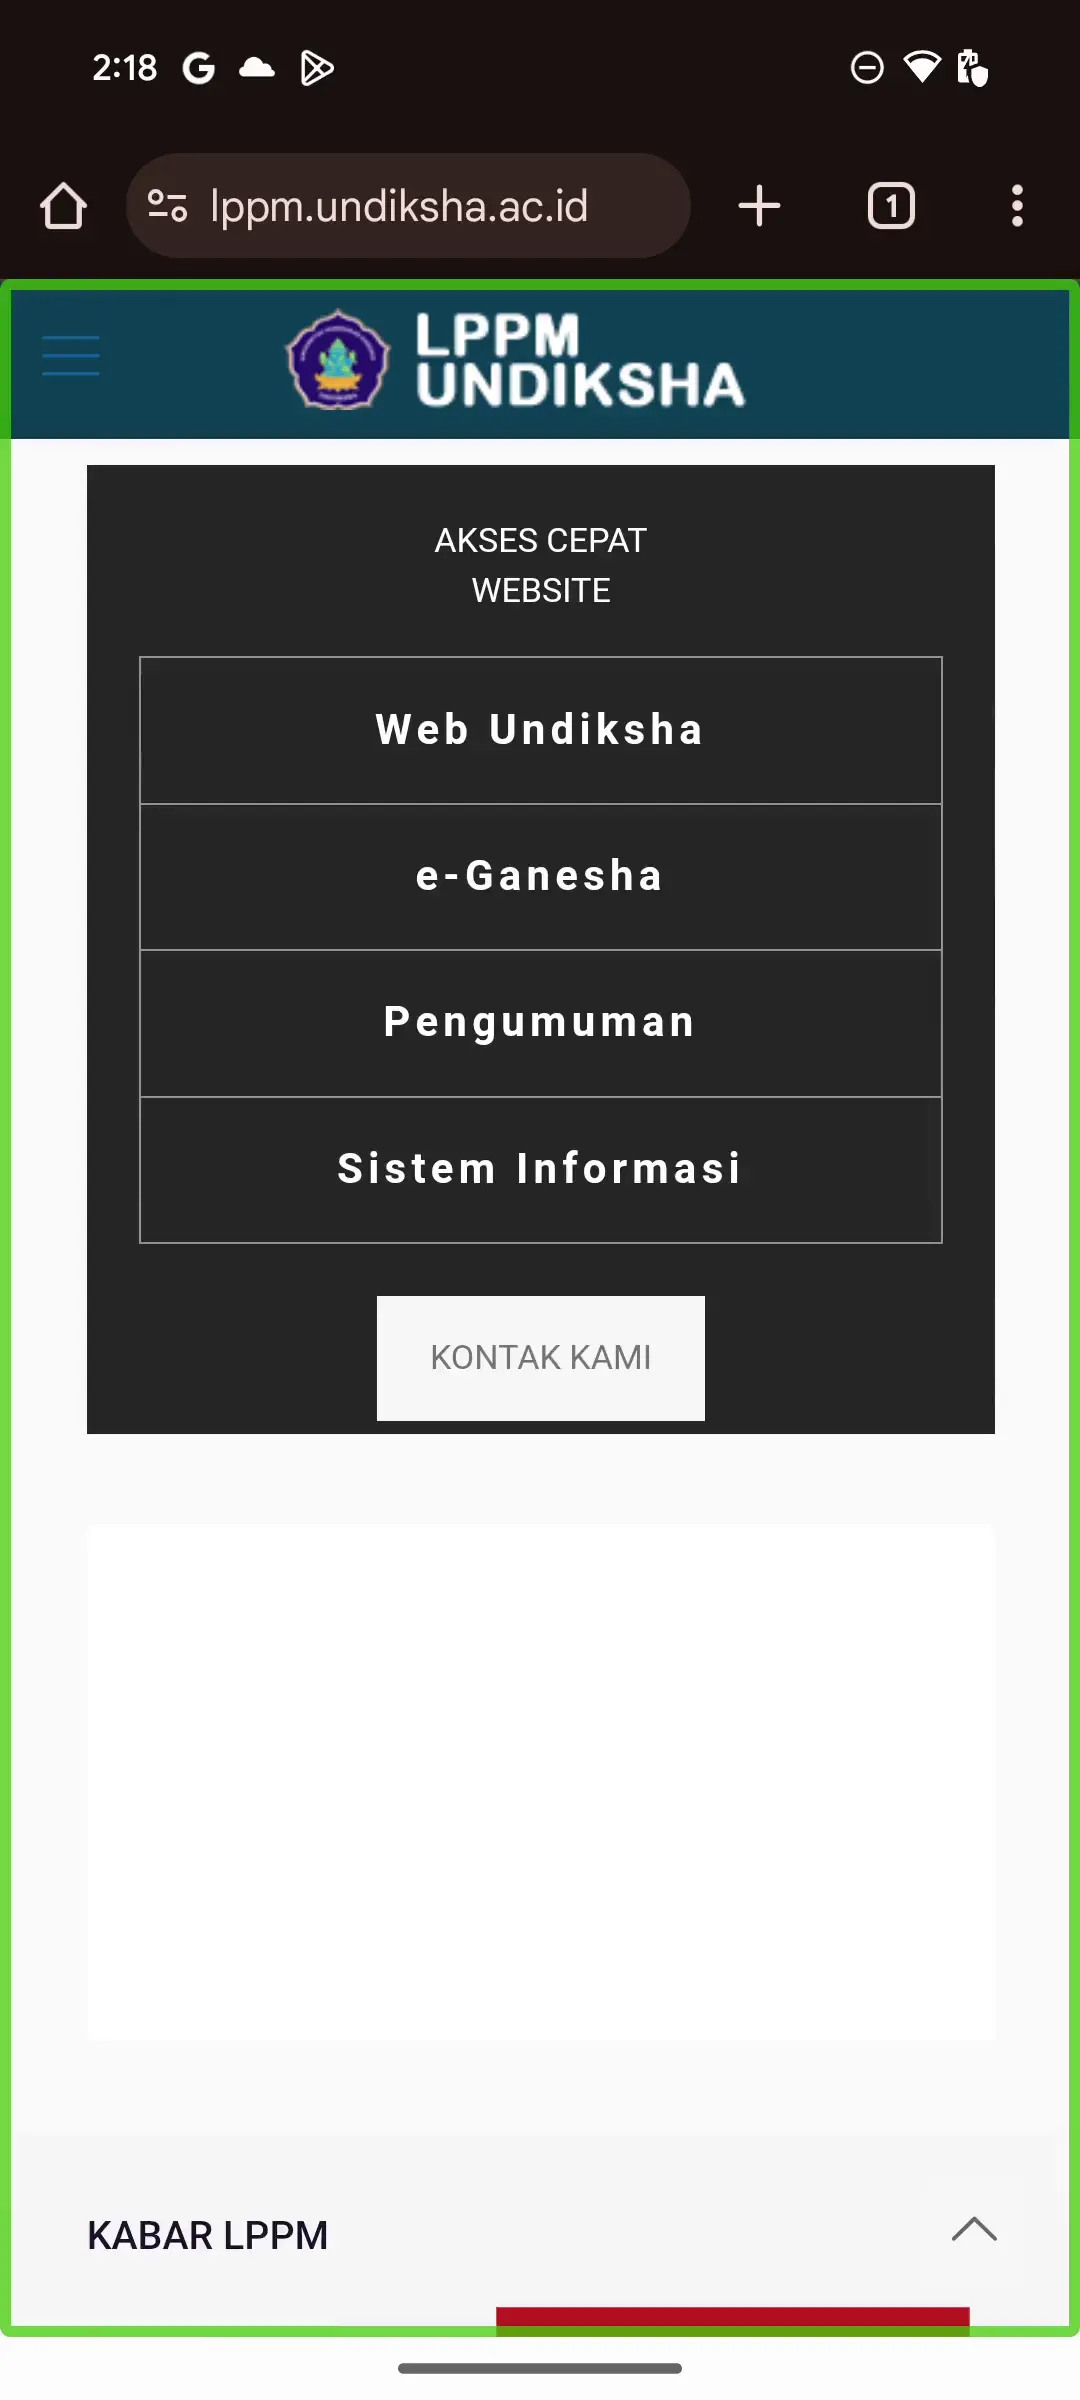 2:18
lppm.undiksha.ac.id
1
LPPM
UNDIKSHA
AKSES CEPAT
WEBSITE
Web Undiksha
e-Ganesha
Pengumuman
Sistem Informasi
KONTAK KAMI
KABAR LPPM